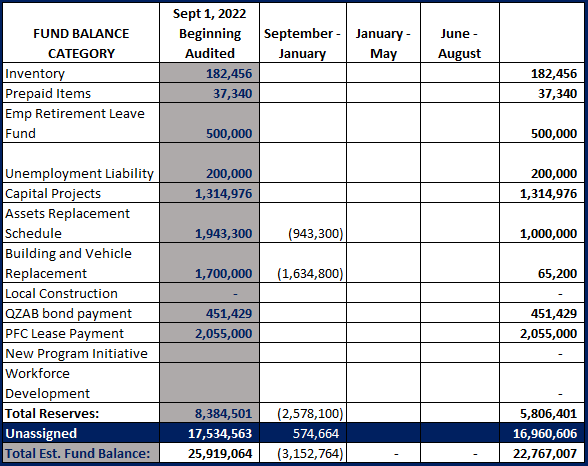 Sept 1, 2022
FUND BALANCE Beginning September - January - June -
CATEGORY Audited January May August
Inventory 182,456 182,456
Prepaid Items 37,340 37,340
Emp Retirement Leave
Fund 500,000 500,000
Unemployment Liability 200,000 200,000
Capital Projects 1,314,976 1,314,976
Assets Replacement
Schedule 1,943,300 (943,300) 1,000,000
Building and Vehicle
Replacement 1,700,000 (1,634,800) 65,200
Local Construction - -
QZAB bond payment 451,429 451,429
PFC Lease Payment 2,055,000 2,055,000
New Program Initiative -
Workforce
Development -
Total Reserves: 8,384,501 (2,578,100) 5,806,401
Unassigned 17,534,563 574,664 16,960,606
Total Est. Fund Balance: 25,919,064 (3,152,764) - - 22,767,007